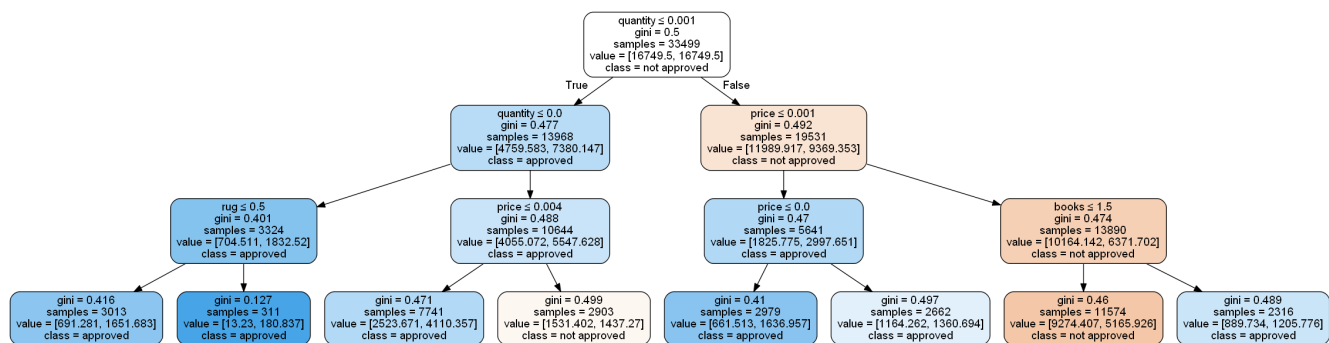 quantity ≤ 0.001
gini = 0.5
samples = 33499
value = [16749.5, 16749.5]
class = not approved
True
False
quantity ≤ 0.0
gini = 0.477
samples = 13968
value = [4759.583, 7380.147]
class = approved
price ≤ 0.001
gini = 0.492
samples = 19531
value = [11989.917, 9369.353]
class = not approved
rug ≤ 0.5
gini = 0.401
samples = 3324
value = [704.511, 1832.52]
class = approved
price ≤ 0.004
gini = 0.488
samples = 10644
value = [4055.072, 5547.628]
class = approved
price ≤ 0.0
gini = 0.47
samples = 5641
value = [1825.775, 2997.651]
class = approved
books ≤ 1.5
gini = 0.474
samples = 13890
value = [10164.142, 6371.702]
class = not approved
gini = 0.416
samples = 3013
value = [691.281, 1651.683]
class = approved
gini = 0.127
samples = 311
value = [13.23, 180.837]
class = approved
gini = 0.471
samples = 7741
value = [2523.671, 4110.357]
class = approved
gini = 0.499
samples = 2903
value = [1531.402, 1437.27]
class = not approved
gini = 0.41
samples = 2979
value = [661.513, 1636.957]
class = approved
gini = 0.497
samples = 2662
value = [1164.262, 1360.694]
class = approved
gini = 0.46
samples = 11574
value = [9274.407, 5165.926]
class = not approved
gini = 0.489
samples = 2316
value = [889.734, 1205.776]
class = approved